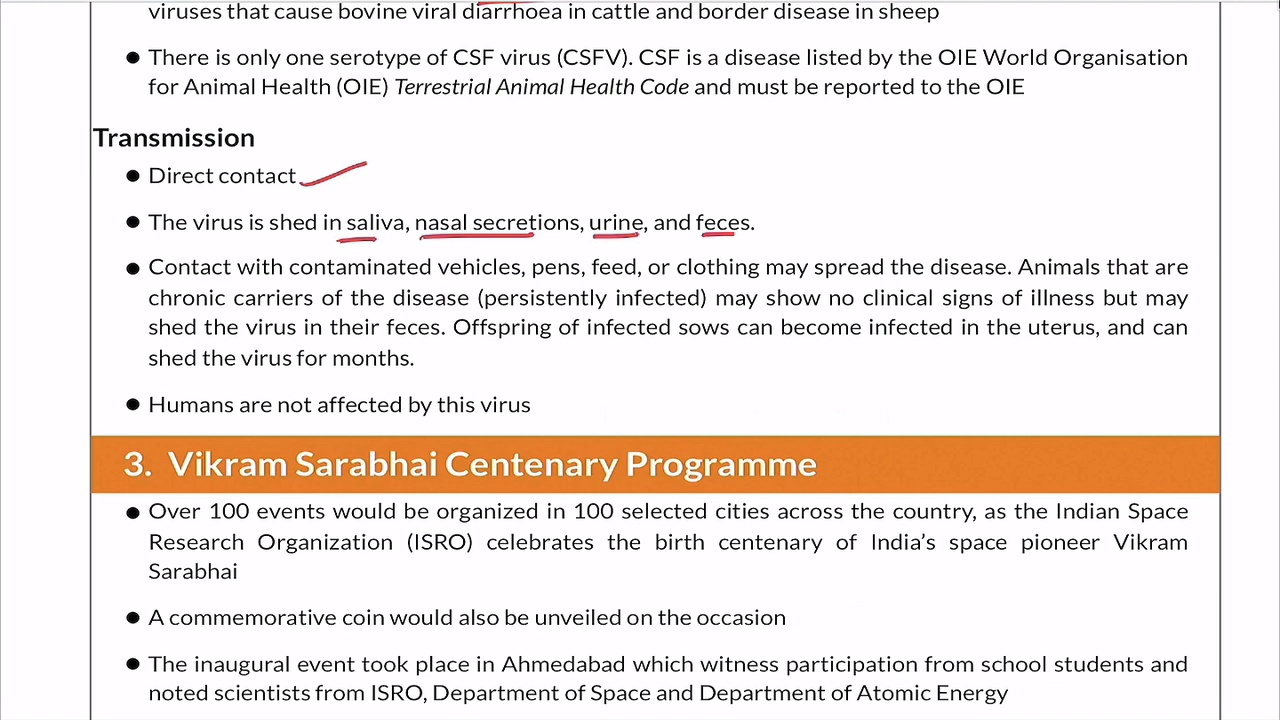 viruses that cause bovine viral diarrhoea in cattle and border disease in sheep
● There is only one serotype of CSF virus (CSFV). CSF is a disease listed by the OIE World Organisation
for Animal Health (OIE) Terrestrial Animal Health Code and must be reported to the OIE
Transmission
● Direct contact
● The virus is shed in saliva, nasal secretions, urine, and feces.
● Contact with contaminated vehicles, pens, feed, or clothing may spread the disease. Animals that are
chronic carriers of the disease (persistently infected) may show no clinical signs of illness but may
shed the virus in their feces. Offspring of infected sows can become infected in the uterus, and can
shed the virus for months.
● Humans are not affected by this virus
3. Vikram Sarabhai Centenary Programme
● Over 100 events would be organized in 100 selected cities across the country, as the Indian Space
Research Organization (ISRO) celebrates the birth centenary of India’s space pioneer Vikram
Sarabhai
● A commemorative coin would also be unveiled on the occasion
● The inaugural event took place in Ahmedabad which witness participation from school students and
noted scientists from ISRO, Department of Space and Department of Atomic Energy